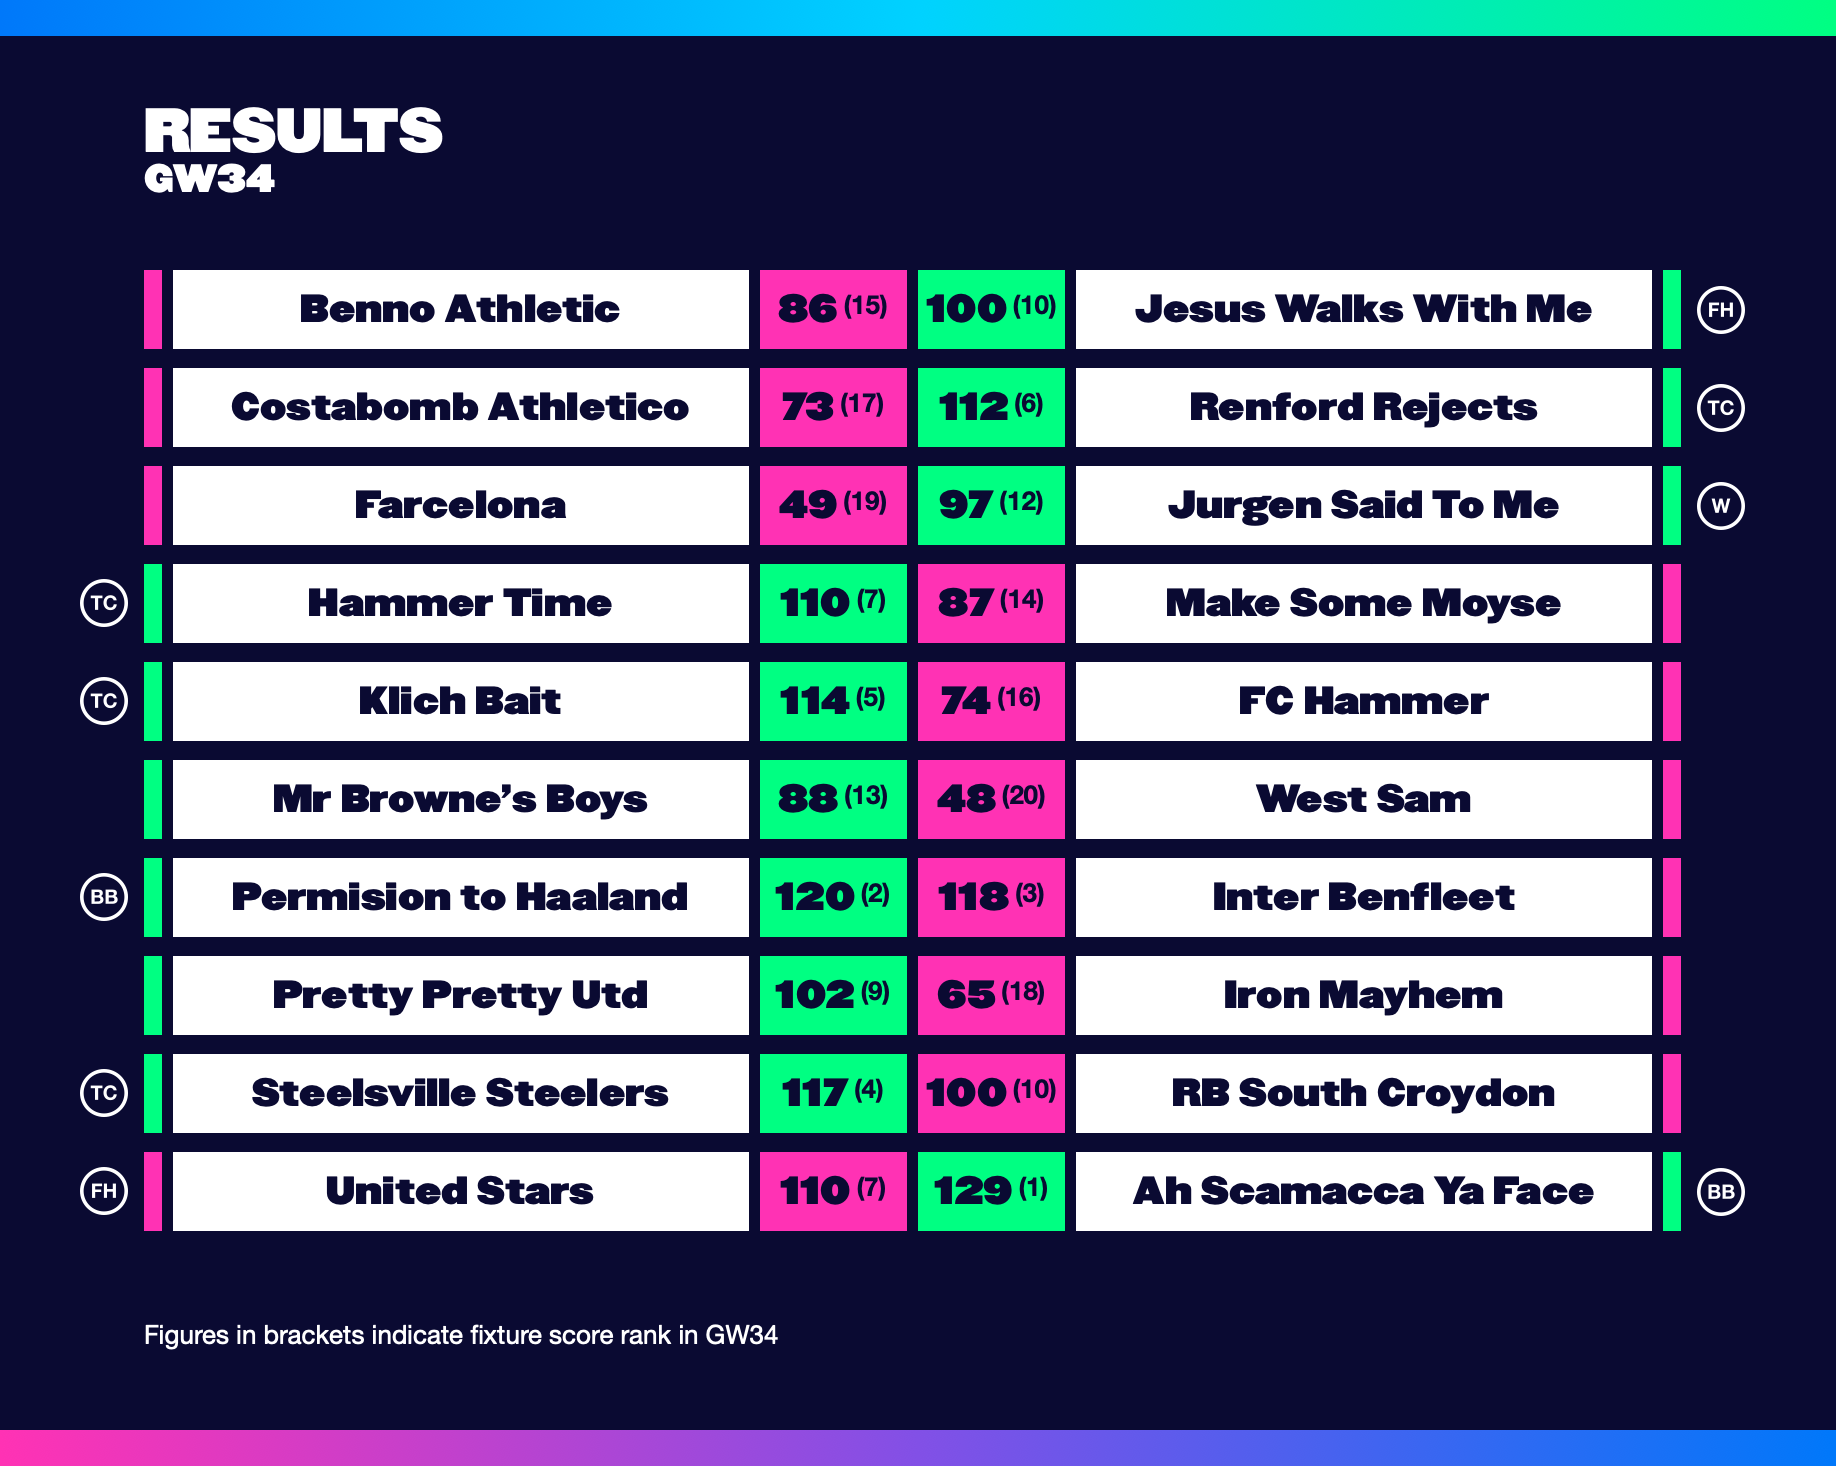 RESULTS
GW34
Benno Athletic 86 (15) 100 (10) Jesus Walks With Me FH
Costabomb Athletico 73 (17) 112 (6) Renford Rejects TC
Farcelona 49 (19) 97 (12) Jurgen Said To Me W
TC Hammer Time 110 (7) 87 (14) Make Some Moyse
TC Klich Bait 114 (5) 74 (16) FC Hammer
Mr Browne’s Boys 88 (13) 48 (20) West Sam
BB Permision to Haaland 120 (2) 118 (3) Inter Benfleet
Pretty Pretty Utd 102 (9) 65 (18) Iron Mayhem
TC Steelsville Steelers 117 (4) 100 (10) RB South Croydon
FH United Stars 110 (7) 129 (1) Ah Scamacca Ya Face BB
Figures in brackets indicate fixture score rank in GW34